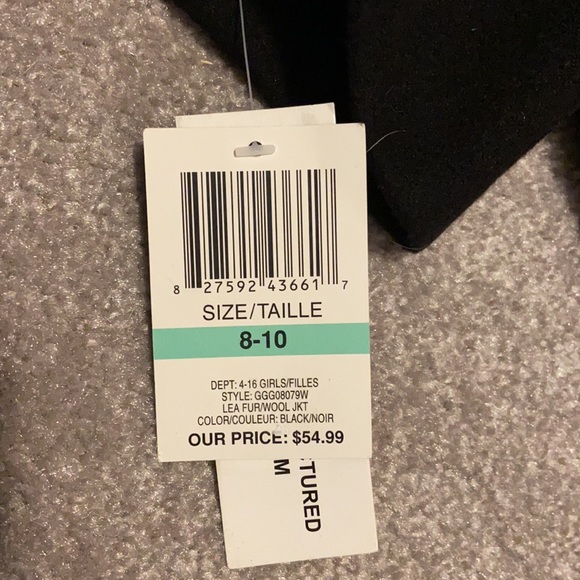 8 27592 43661 7
SIZE/TAILLE
8-10
DEPT: 4-16 GIRLS/FILLES
STYLE: GGG08079W
LEA FUR/WOOL JKT
COLOR/COULEUR: BLACK/NOIR
OUR PRICE: $54.99
TURED
M